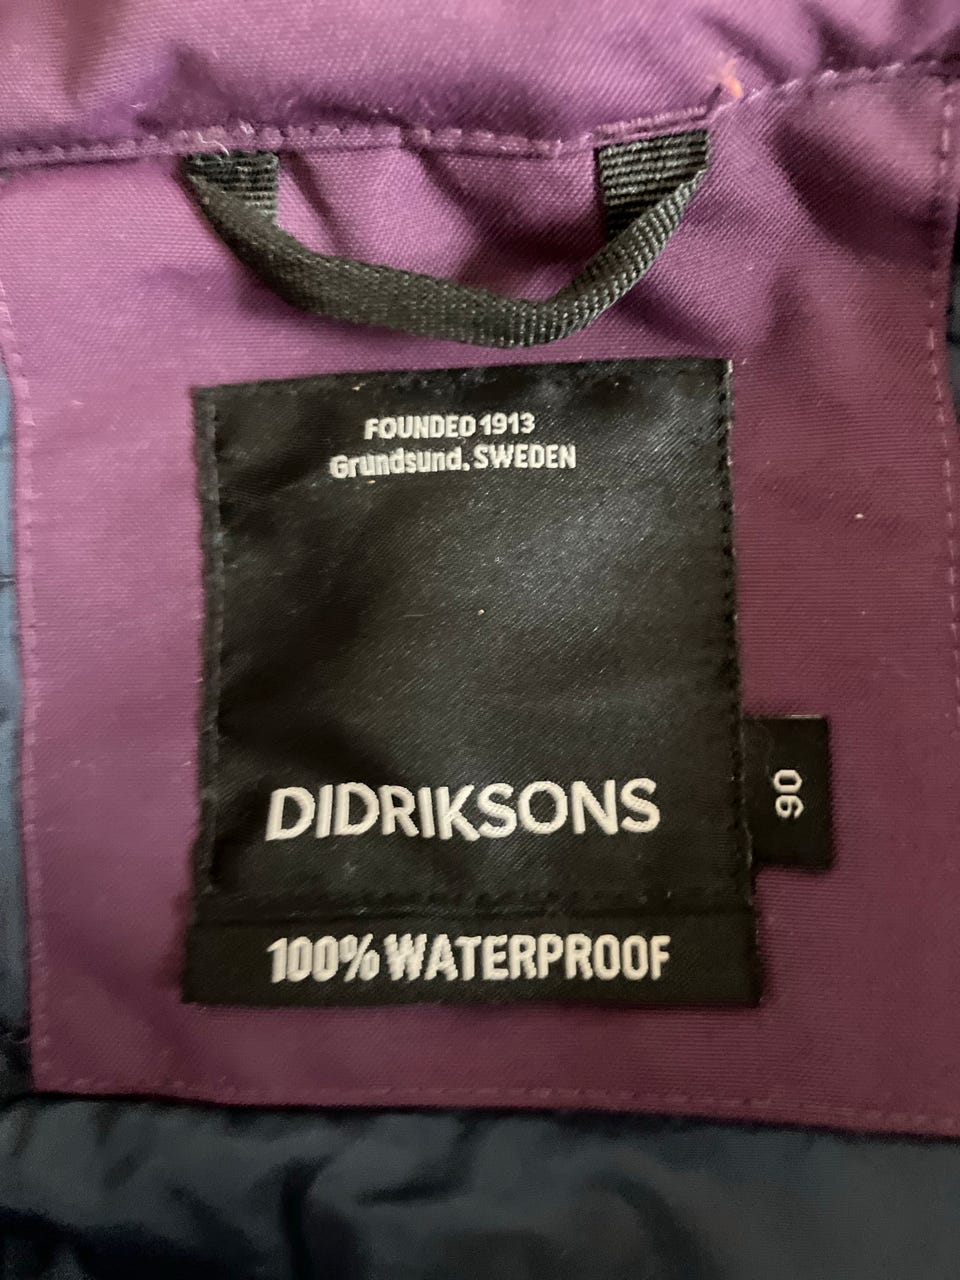 FOUNDED 1913
Grundsund, SWEDEN
DIDRIKSONS
90
100% WATERPROOF